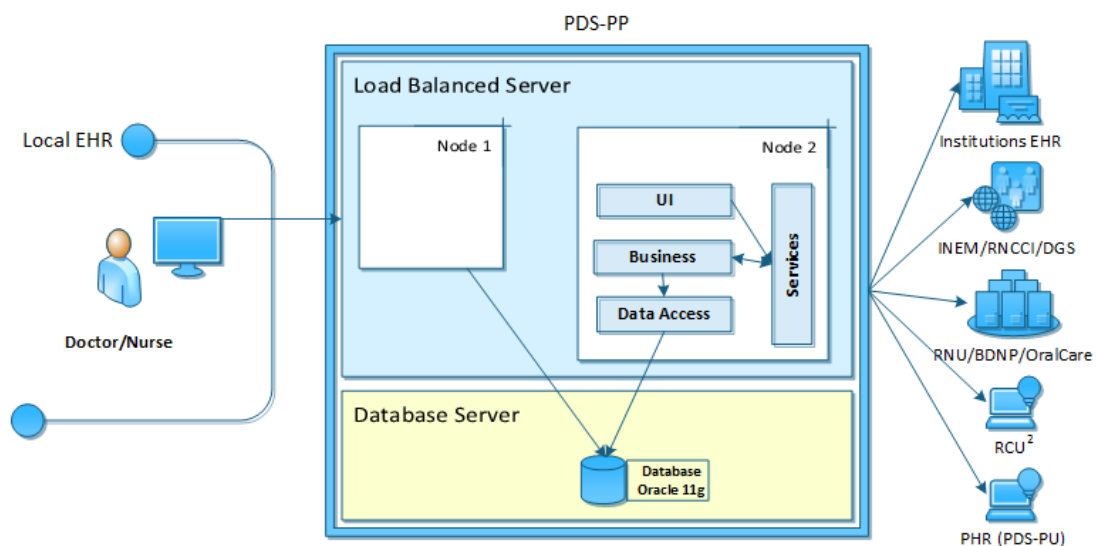 PDS-PP
Local EHR
Doctor/Nurse
Load Balanced Server
Node 1
Node 2
UI
Business
Data Access
Services
Database Server
Database
Oracle 11g
Institutions EHR
INEM/RNCCI/DGS
RNU/BDNP/OralCare
RCU²
PHR (PDS-PU)